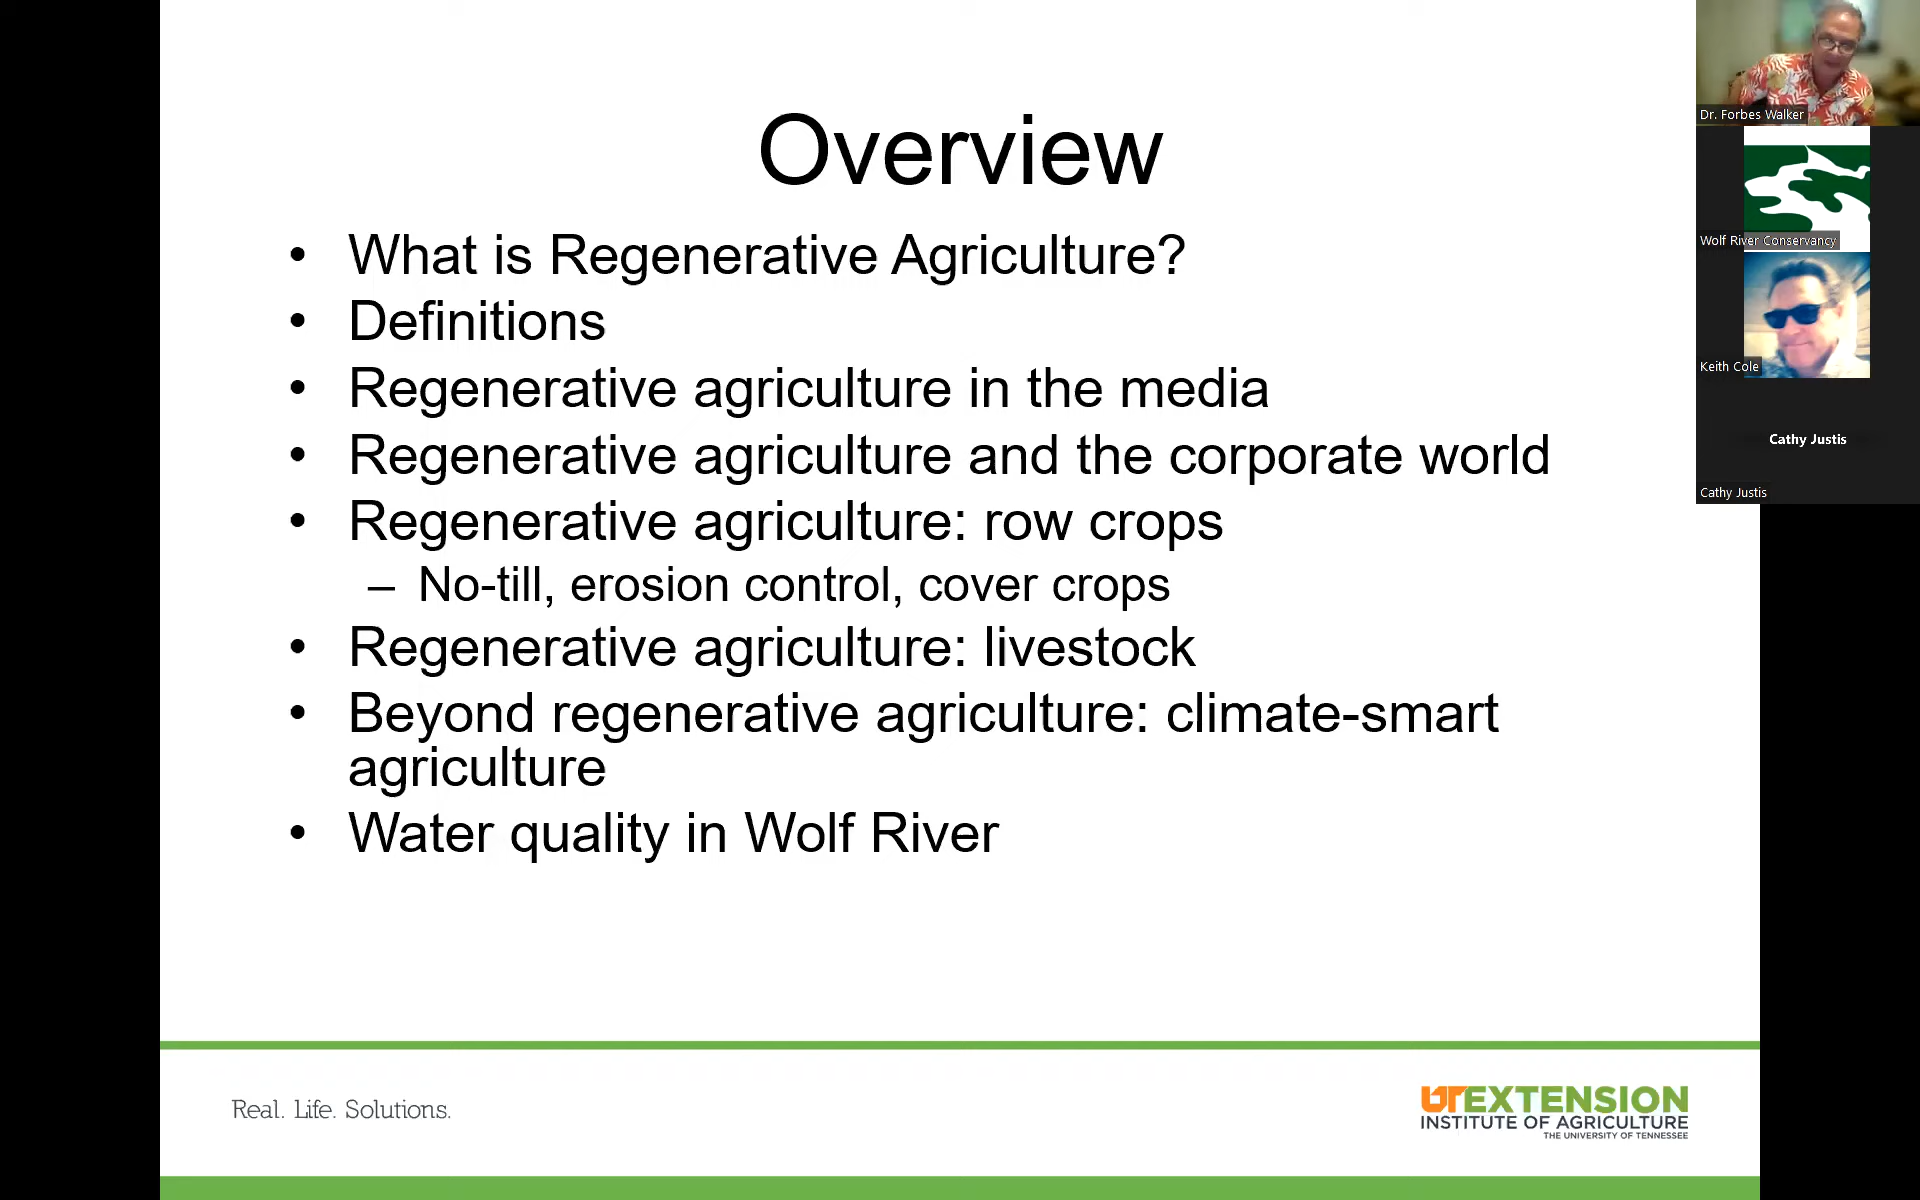 Overview
• What is Regenerative Agriculture?
• Definitions
• Regenerative agriculture in the media
• Regenerative agriculture and the corporate world
• Regenerative agriculture: row crops
– No-till, erosion control, cover crops
• Regenerative agriculture: livestock
• Beyond regenerative agriculture: climate-smart
agriculture
• Water quality in Wolf River
Real. Life. Solutions.
UTEXTENSION
INSTITUTE OF AGRICULTURE
THE UNIVERSITY OF TENNESSEE
Dr. Forbes Walker
Wolf River Conservancy
Keith Cole
Cathy Justis
Cathy Justis